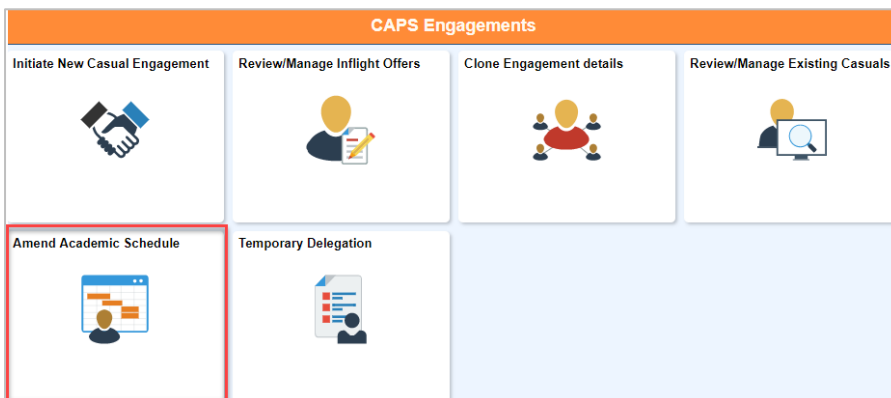 CAPS Engagements
Initiate New Casual Engagement
Review/Manage Inflight Offers
Clone Engagement details
Review/Manage Existing Casuals
Amend Academic Schedule
Temporary Delegation